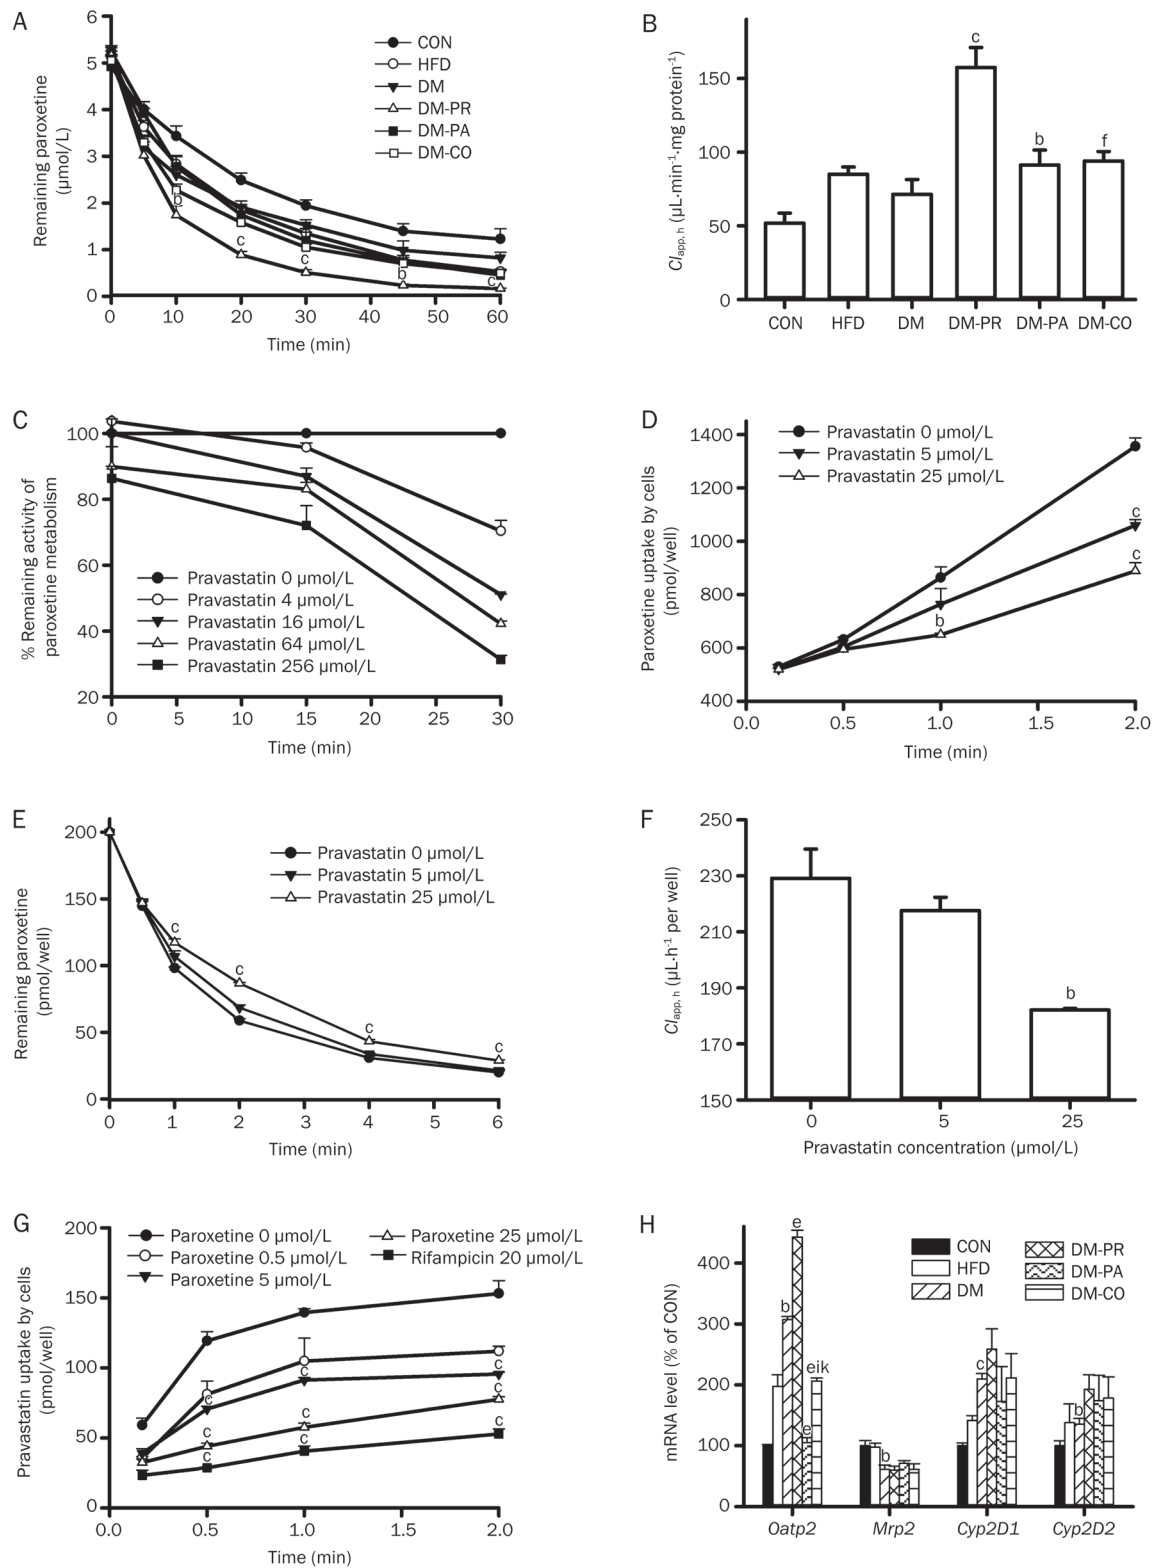 A
Remaining paroxetine
(µmol/L)
6
5
4
3
2
1
0
CON
HFD
DM
DM-PR
DM-PA
DM-CO
b
c
c
b
c
0
10
20
30
40
50
60
Time (min)
B
Cl app, h (µL·min-1·mg protein-1)
150
100
50
0
c
b
f
CON
HFD
DM
DM-PR
DM-PA
DM-CO
C
% Remaining activity of
paroxetine metabolism
100
80
60
40
20
Pravastatin 0 µmol/L
Pravastatin 4 µmol/L
Pravastatin 16 µmol/L
Pravastatin 64 µmol/L
Pravastatin 256 µmol/L
0
5
10
15
20
25
30
Time (min)
D
Paroxetine uptake by cells
(pmol/well)
1400
1200
1000
800
600
400
Pravastatin 0 µmol/L
Pravastatin 5 µmol/L
Pravastatin 25 µmol/L
c
c
b
0.0
0.5
1.0
1.5
2.0
Time (min)
E
Remaining paroxetine
(pmol/well)
200
150
100
50
0
Pravastatin 0 µmol/L
Pravastatin 5 µmol/L
Pravastatin 25 µmol/L
c
c
c
c
0
1
2
3
4
5
6
Time (min)
F
Cl app, h (µL·h-1 per well)
250
230
210
190
170
150
b
0
5
25
Pravastatin concentration (µmol/L)
G
Pravastatin uptake by cells
(pmol/well)
200
150
100
50
0
Paroxetine 0 µmol/L
Paroxetine 0.5 µmol/L
Paroxetine 5 µmol/L
Paroxetine 25 µmol/L
Rifampicin 20 µmol/L
c
c
c
c
c
c
c
c
c
0.0
0.5
1.0
1.5
2.0
Time (min)
H
mRNA level (% of CON)
400
300
200
100
0
CON
HFD
DM
DM-PR
DM-PA
DM-CO
b
e
e
eik
b
c
b
Oatp2
Mrp2
Cyp2D1
Cyp2D2